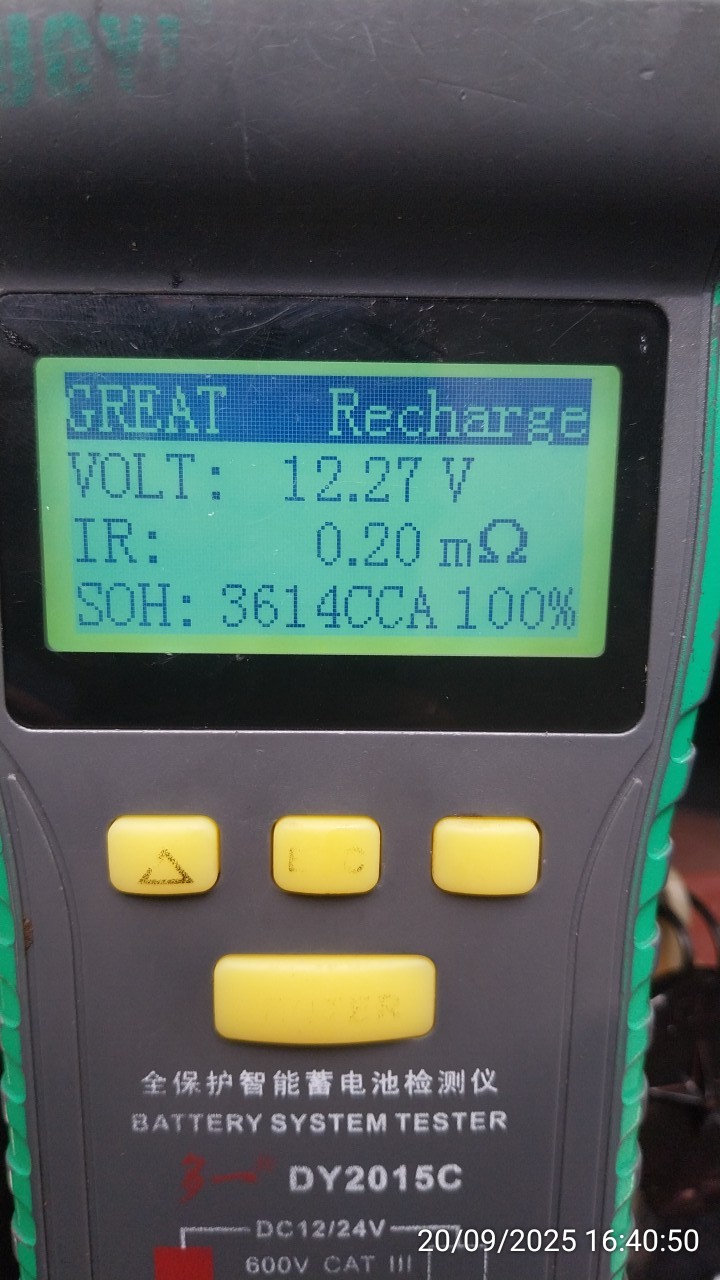 GREAT Recharge
VOLT: 12.27 V
IR: 0.20 mΩ
SOH: 3614CCA 100%
全保护智能蓄电池检测仪
BATTERY SYSTEM TESTER
DY2015C
DC12/24V
600V CAT III
20/09/2025 16:40:50